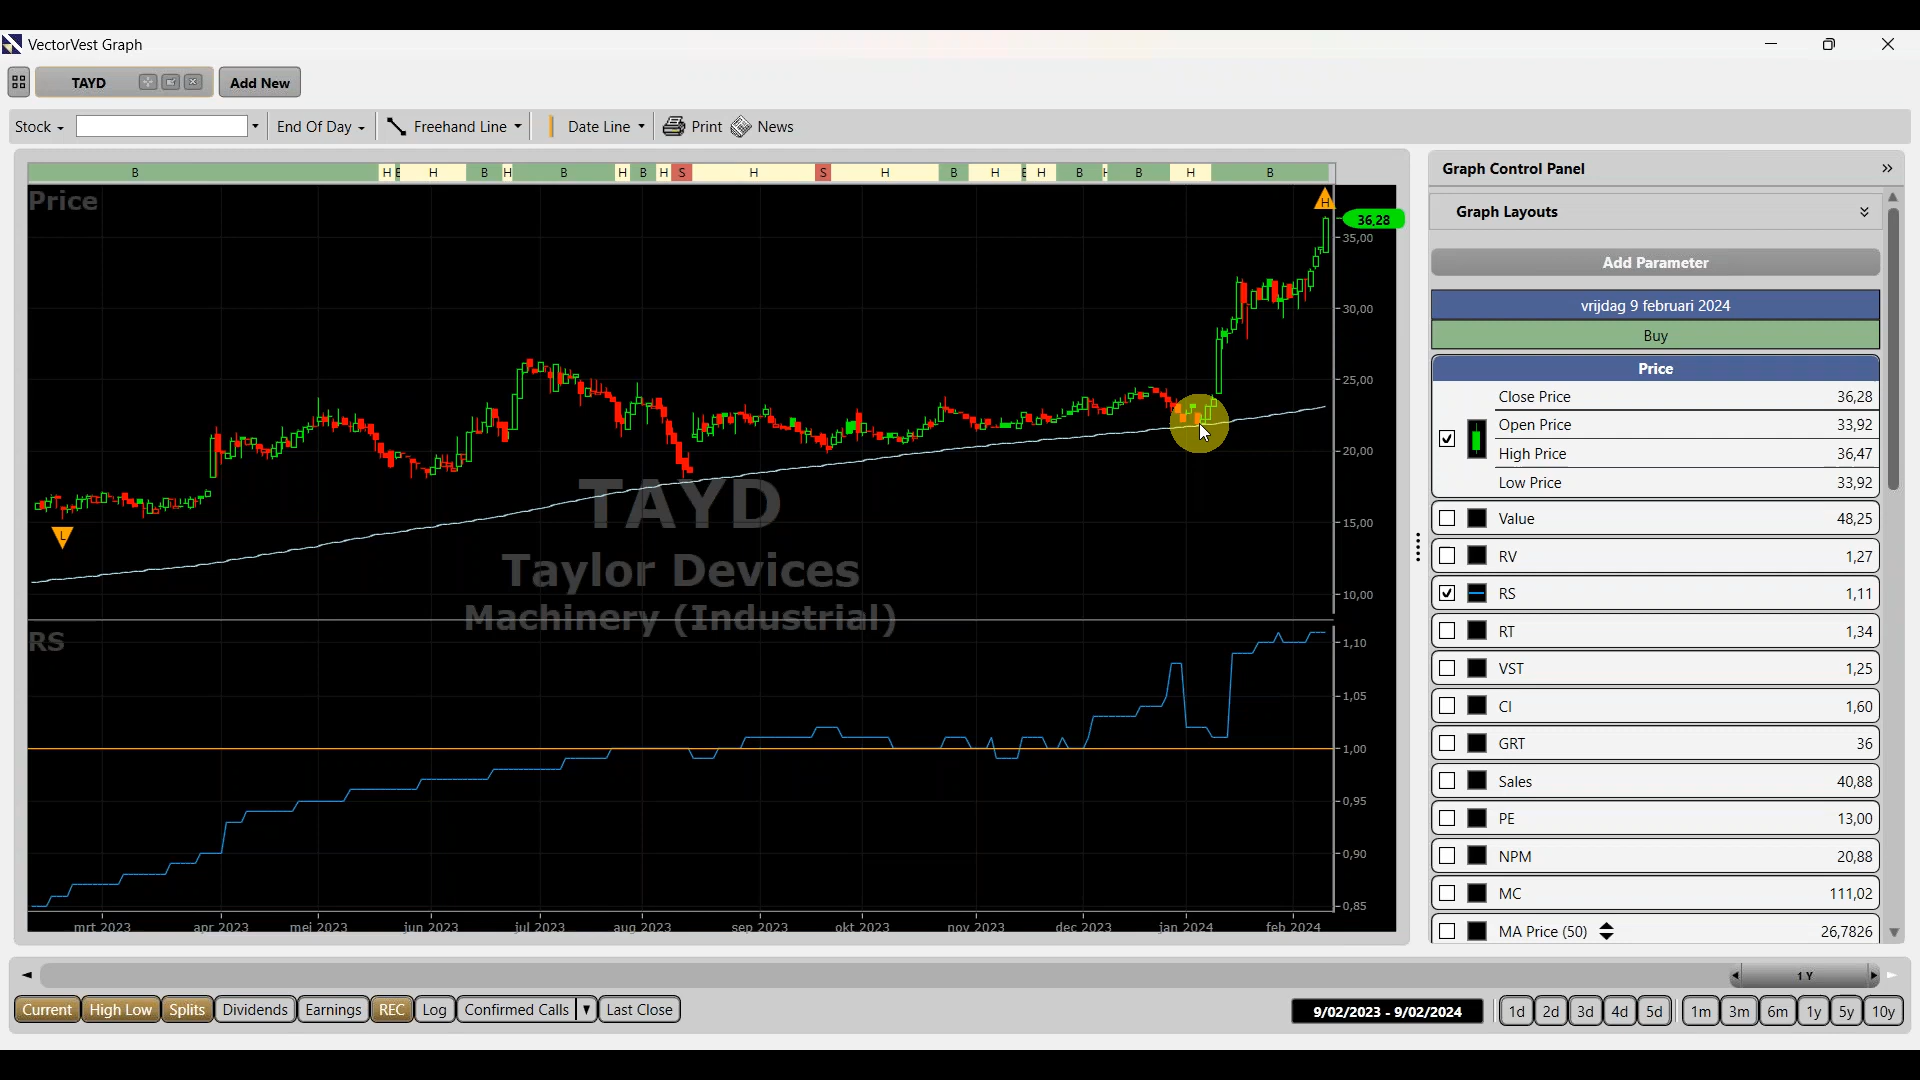 VectorVest Graph
TAYD
Add New
Stock
End Of Day
Freehand Line
Date Line
Print
News
B H H B H B H B H S H S H B H H B B H B
Price
H
36,28
35,00
30,00
25,00
20,00
15,00
10,00
L
TAYD
Taylor Devices
Machinery (Industrial)
RS
1,10
1,05
1,00
0,95
0,90
0,85
mrt 2023 apr 2023 mei 2023 jun 2023 jul 2023 aug 2023 sep 2023 okt 2023 nov 2023 dec 2023 jan 2024 feb 2024
Graph Control Panel
Graph Layouts
Add Parameter
vrijdag 9 februari 2024
Buy
Price
Close Price 36,28
Open Price 33,92
High Price 36,47
Low Price 33,92
Value 48,25
RV 1,27
RS 1,11
RT 1,34
VST 1,25
CI 1,60
GRT 36
Sales 40,88
PE 13,00
NPM 20,88
MC 111,02
MA Price (50) 26,7826
1 Y
Current High Low Splits Dividends Earnings REC Log Confirmed Calls Last Close
9/02/2023 - 9/02/2024
1d 2d 3d 4d 5d 1m 3m 6m 1y 5y 10y